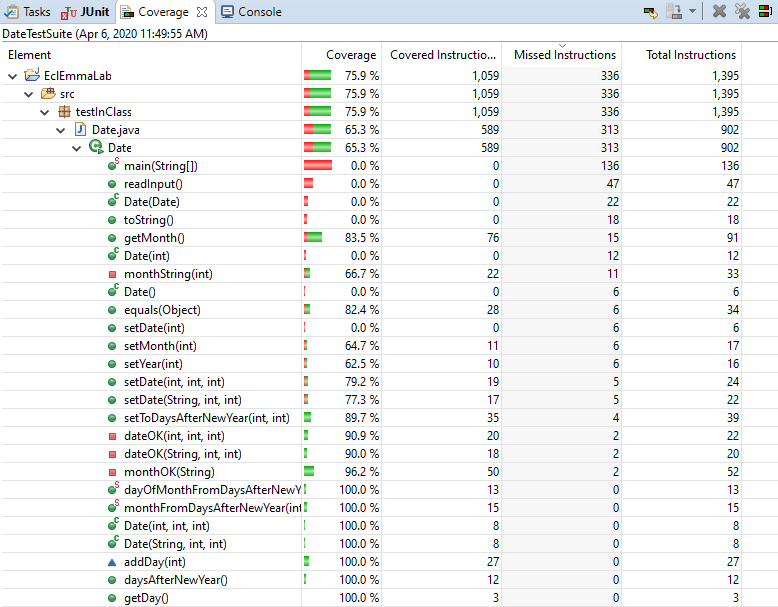 Tasks JUnit Coverage Console
DateTestSuite (Apr 6, 2020 11:49:55 AM)
Element Coverage Covered Instructio... Missed Instructions Total Instructions
EclEmmaLab 75.9 % 1,059 336 1,395
src 75.9 % 1,059 336 1,395
testInClass 75.9 % 1,059 336 1,395
Date.java 65.3 % 589 313 902
Date 65.3 % 589 313 902
main(String[]) 0.0 % 0 136 136
readInput() 0.0 % 0 47 47
Date(Date) 0.0 % 0 22 22
toString() 0.0 % 0 18 18
getMonth() 83.5 % 76 15 91
Date(int) 0.0 % 0 12 12
monthString(int) 66.7 % 22 11 33
Date() 0.0 % 0 6 6
equals(Object) 82.4 % 28 6 34
setDate(int) 0.0 % 0 6 6
setMonth(int) 64.7 % 11 6 17
setYear(int) 62.5 % 10 6 16
setDate(int, int, int) 79.2 % 19 5 24
setDate(String, int, int) 77.3 % 17 5 22
setToDaysAfterNewYear(int, int) 89.7 % 35 4 39
dateOK(int, int, int) 90.9 % 20 2 22
dateOK(String, int, int) 90.0 % 18 2 20
monthOK(String) 96.2 % 50 2 52
dayOfMonthFromDaysAfterNewY 100.0 % 13 0 13
monthFromDaysAfterNewYear(int 100.0 % 15 0 15
Date(int, int, int) 100.0 % 8 0 8
Date(String, int, int) 100.0 % 8 0 8
addDay(int) 100.0 % 27 0 27
daysAfterNewYear() 100.0 % 12 0 12
getDay() 100.0 % 3 0 3